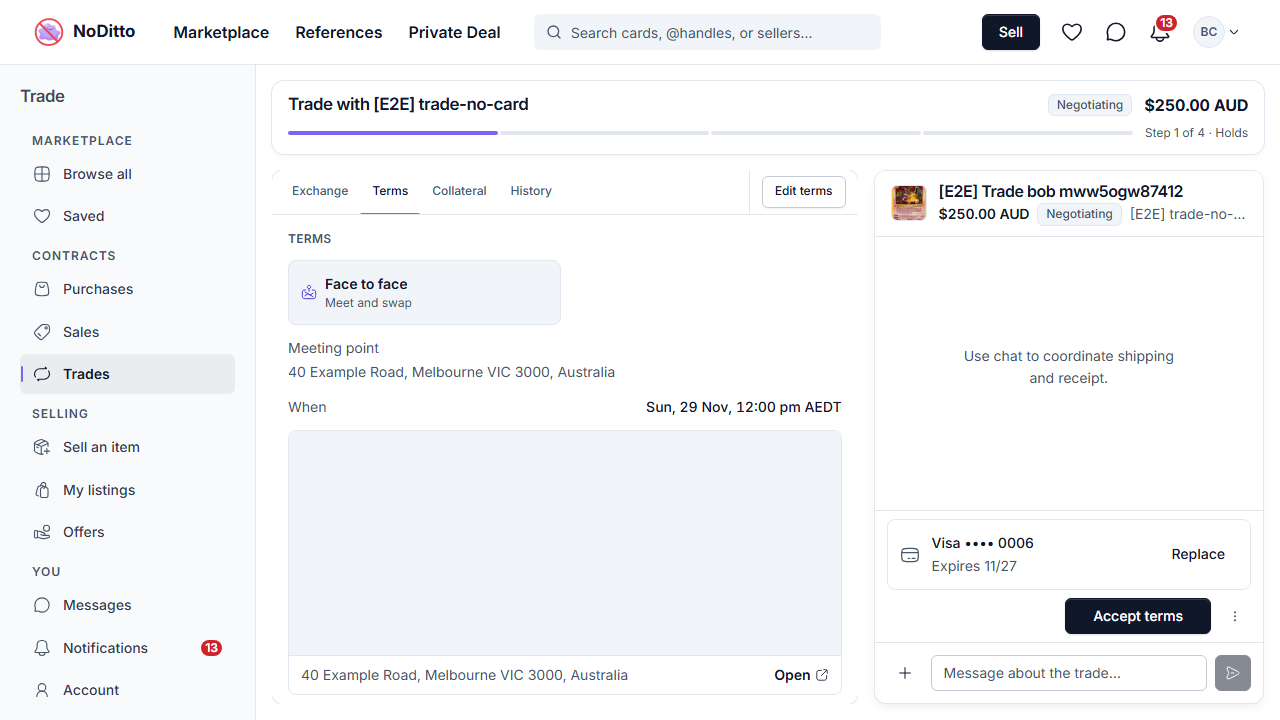 NoDitto
Marketplace
References
Private Deal
Search cards, @handles, or sellers...
Sell
13
BC
Trade
MARKETPLACE
Browse all
Saved
CONTRACTS
Purchases
Sales
Trades
SELLING
Sell an item
My listings
Offers
YOU
Messages
Notifications
13
Account
Trade with [E2E] trade-no-card
Negotiating
$250.00 AUD
Step 1 of 4 · Holds
Exchange
Terms
Collateral
History
Edit terms
TERMS
Face to face
Meet and swap
Meeting point
40 Example Road, Melbourne VIC 3000, Australia
When
Sun, 29 Nov, 12:00 pm AEDT
40 Example Road, Melbourne VIC 3000, Australia
Open
[E2E] Trade bob mww5ogw87412
$250.00 AUD
Negotiating
[E2E] trade-no-...
Use chat to coordinate shipping
and receipt.
Visa •••• 0006
Expires 11/27
Replace
Accept terms
Message about the trade...